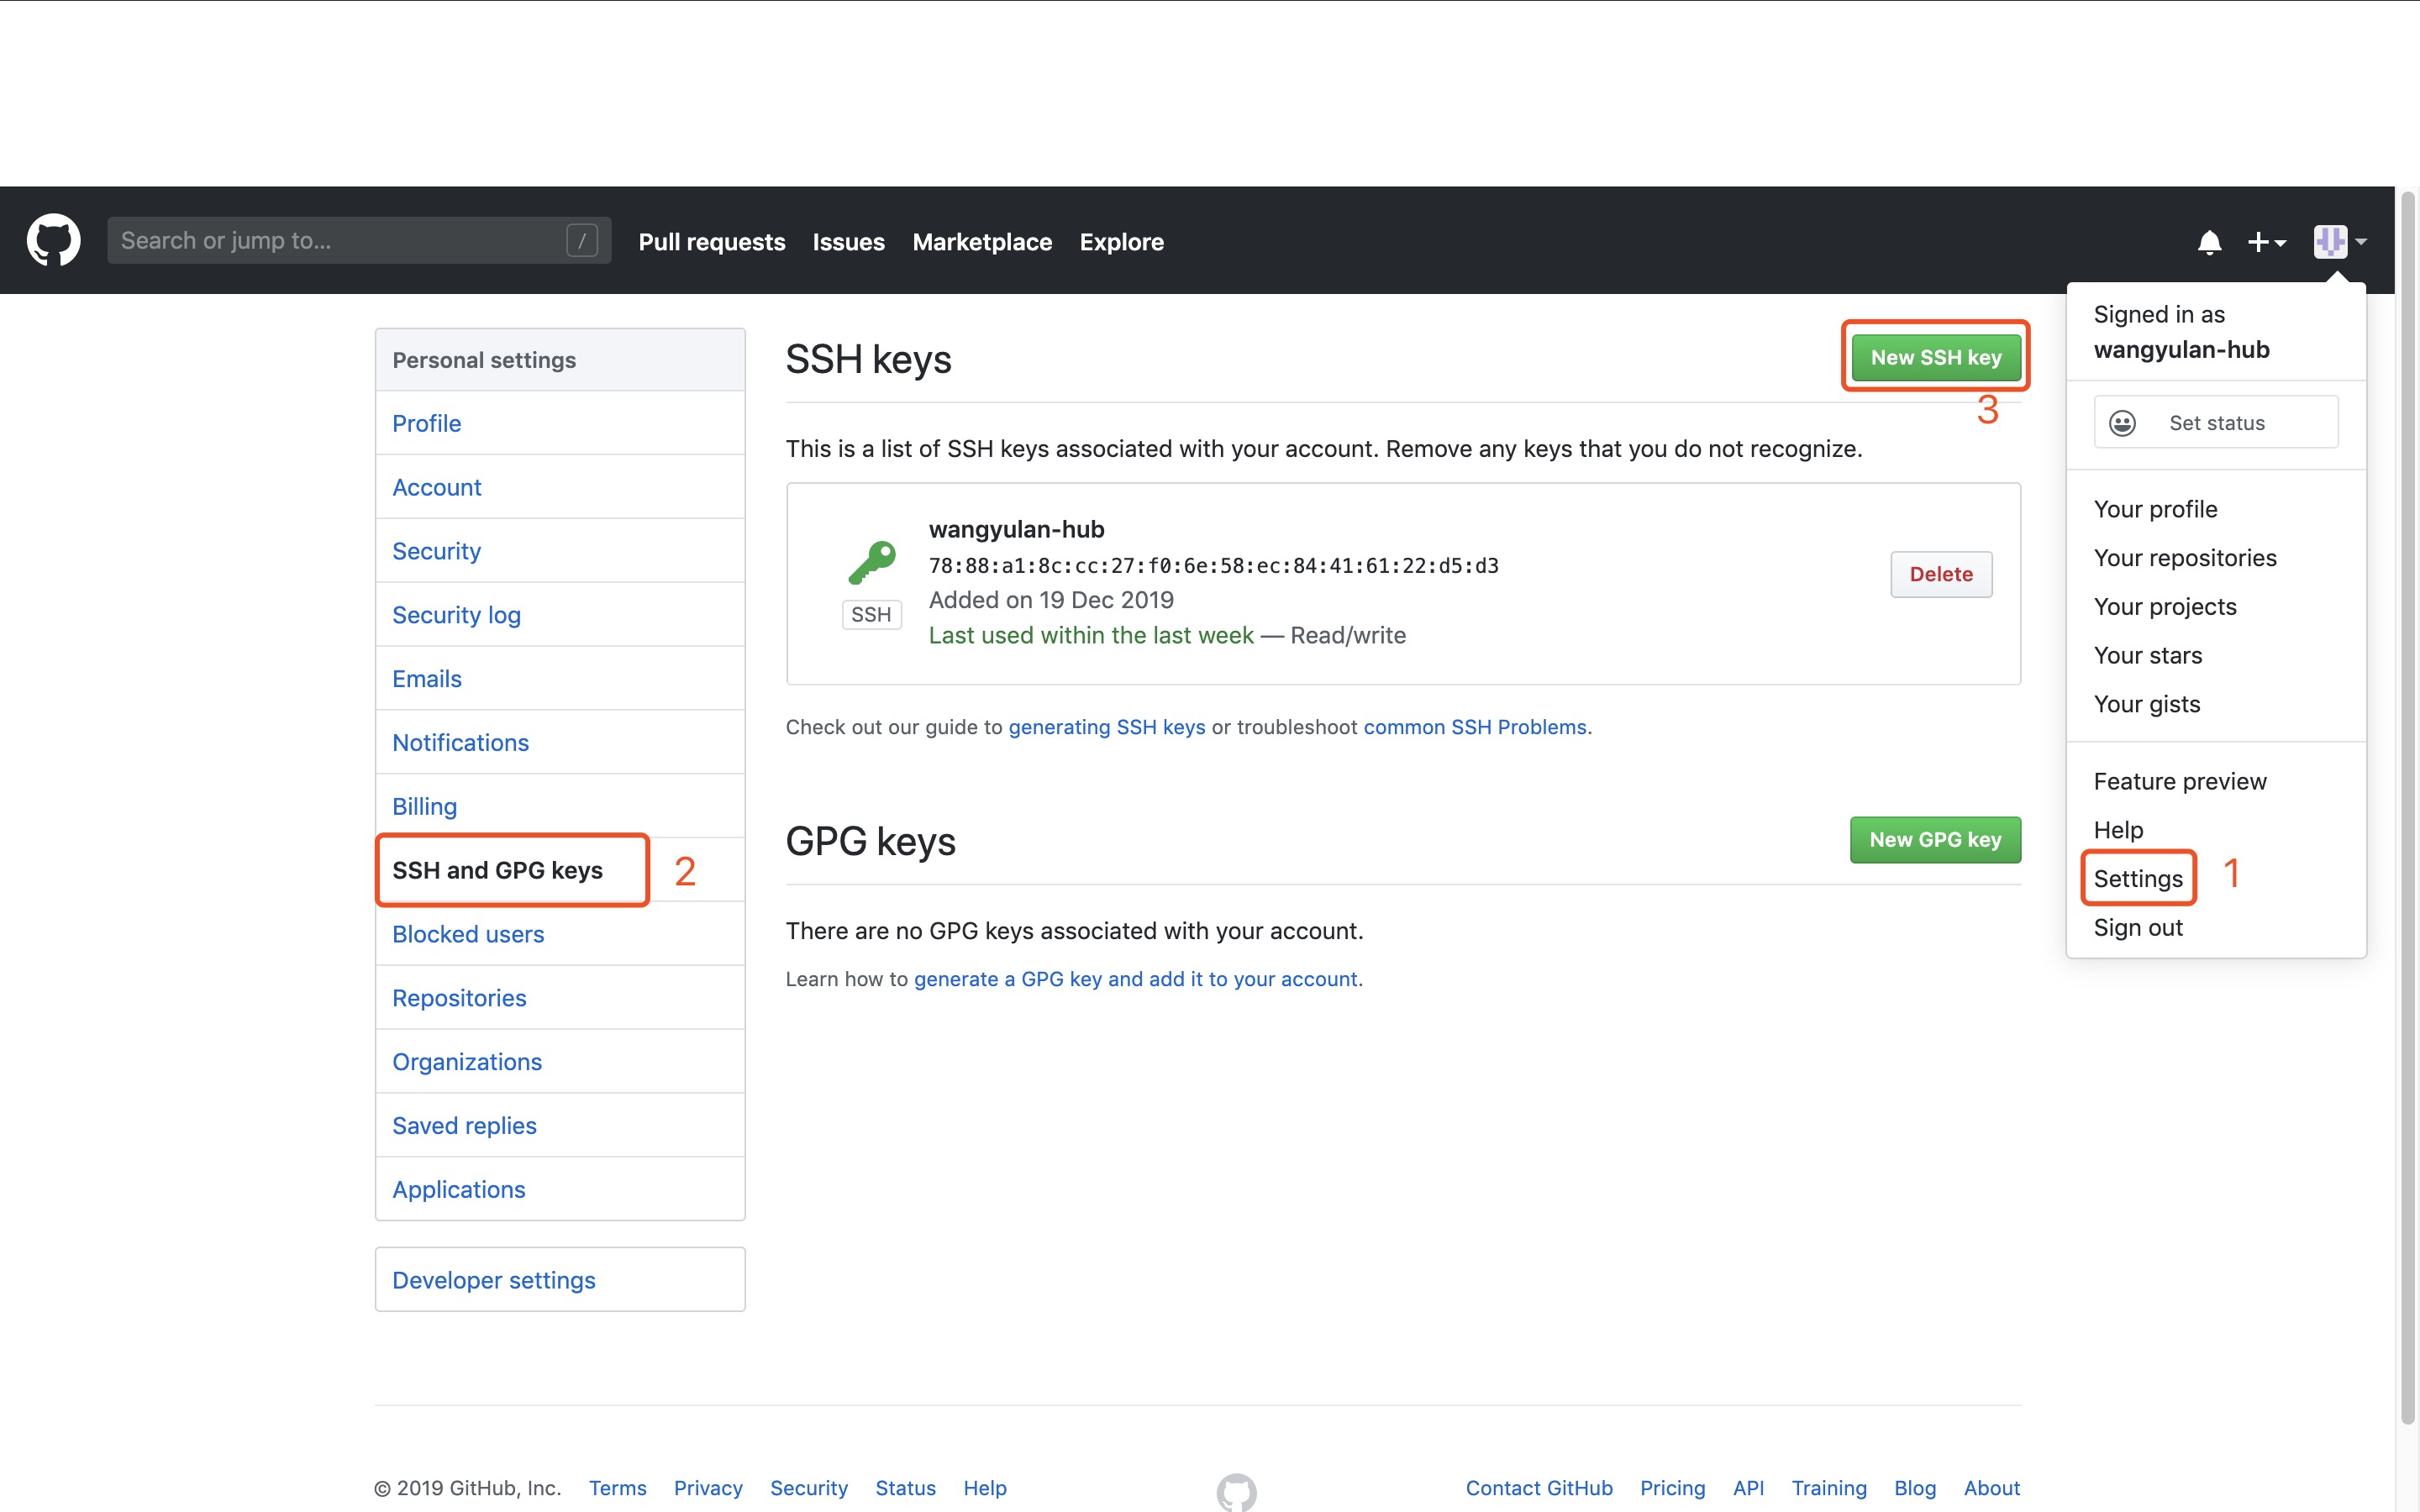 Search or jump to... /
Pull requests
Issues
Marketplace
Explore
Signed in as
wangyulan-hub
Set status
Your profile
Your repositories
Your projects
Your stars
Your gists
Feature preview
Help
Settings
1
Sign out
Personal settings
Profile
Account
Security
Security log
Emails
Notifications
Billing
SSH and GPG keys
2
Blocked users
Repositories
Organizations
Saved replies
Applications
Developer settings
SSH keys
New SSH key
3
This is a list of SSH keys associated with your account. Remove any keys that you do not recognize.
SSH
wangyulan-hub
78:88:a1:8c:cc:27:f0:6e:58:ec:84:41:61:22:d5:d3
Added on 19 Dec 2019
Last used within the last week — Read/write
Delete
Check out our guide to generating SSH keys or troubleshoot common SSH Problems.
GPG keys
New GPG key
There are no GPG keys associated with your account.
Learn how to generate a GPG key and add it to your account.
© 2019 GitHub, Inc.
Terms
Privacy
Security
Status
Help
Contact GitHub
Pricing
API
Training
Blog
About